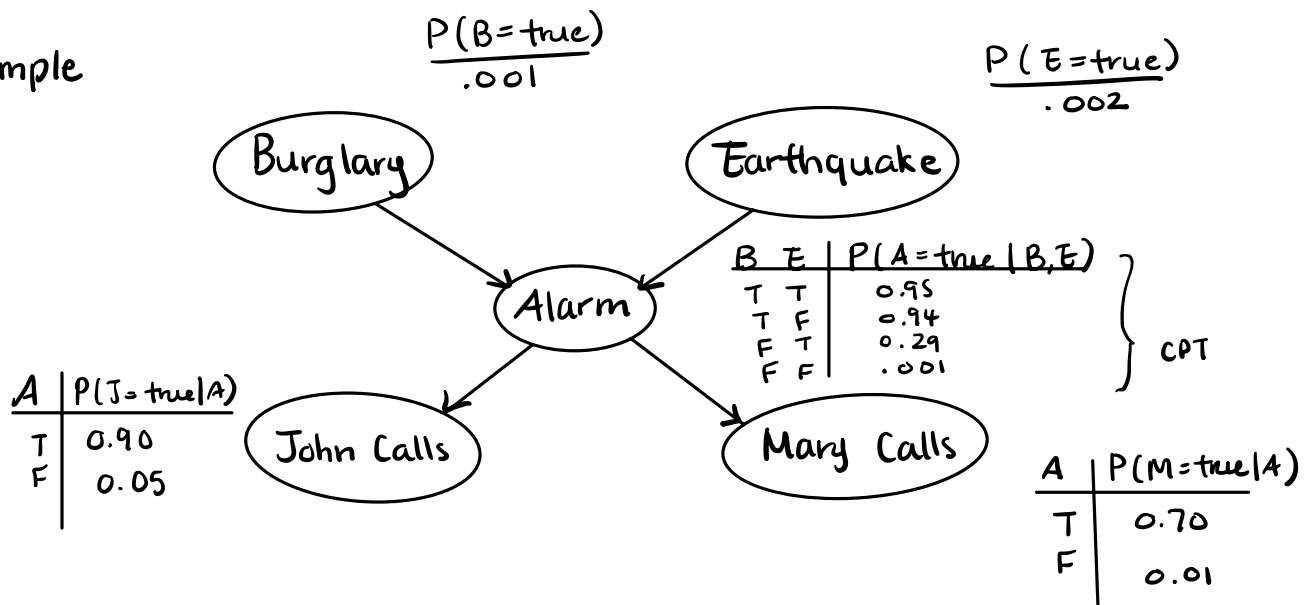 mple
P(B=true)
.001
P(E=true)
.002
Burglary
Earthquake
B E P(A=true | B,E)
T T 0.95
T F 0.94
F T 0.29
F F .001
CPT
Alarm
A P(J=true|A)
T 0.90
F 0.05
John Calls
Mary Calls
A P(M=true|A)
T 0.70
F 0.01